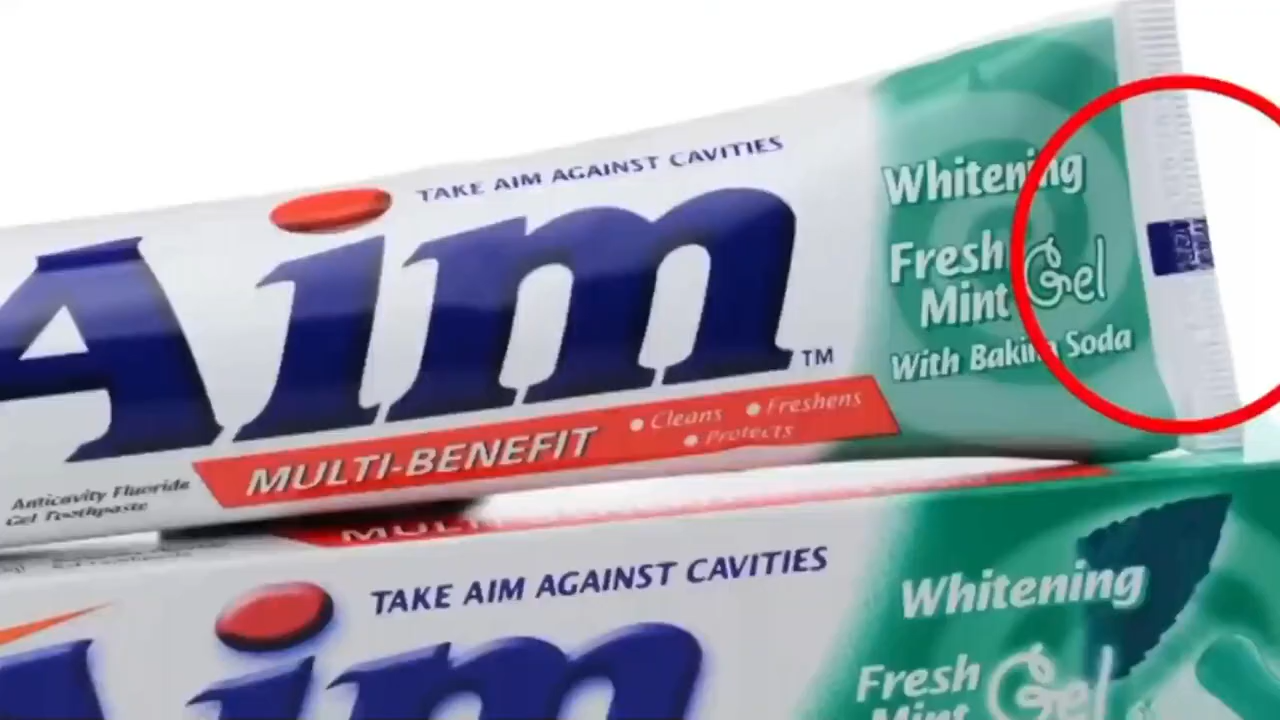 TAKE AIM AGAINST CAVITIES
Aim™
Whitening
Fresh
Mint Gel
With Baking Soda
MULTI-BENEFIT
• Cleans • Freshens
• Protects
Anticavity Fluoride
Gel Toothpaste
TAKE AIM AGAINST CAVITIES
Aim
Whitening
Fresh
Mint Gel